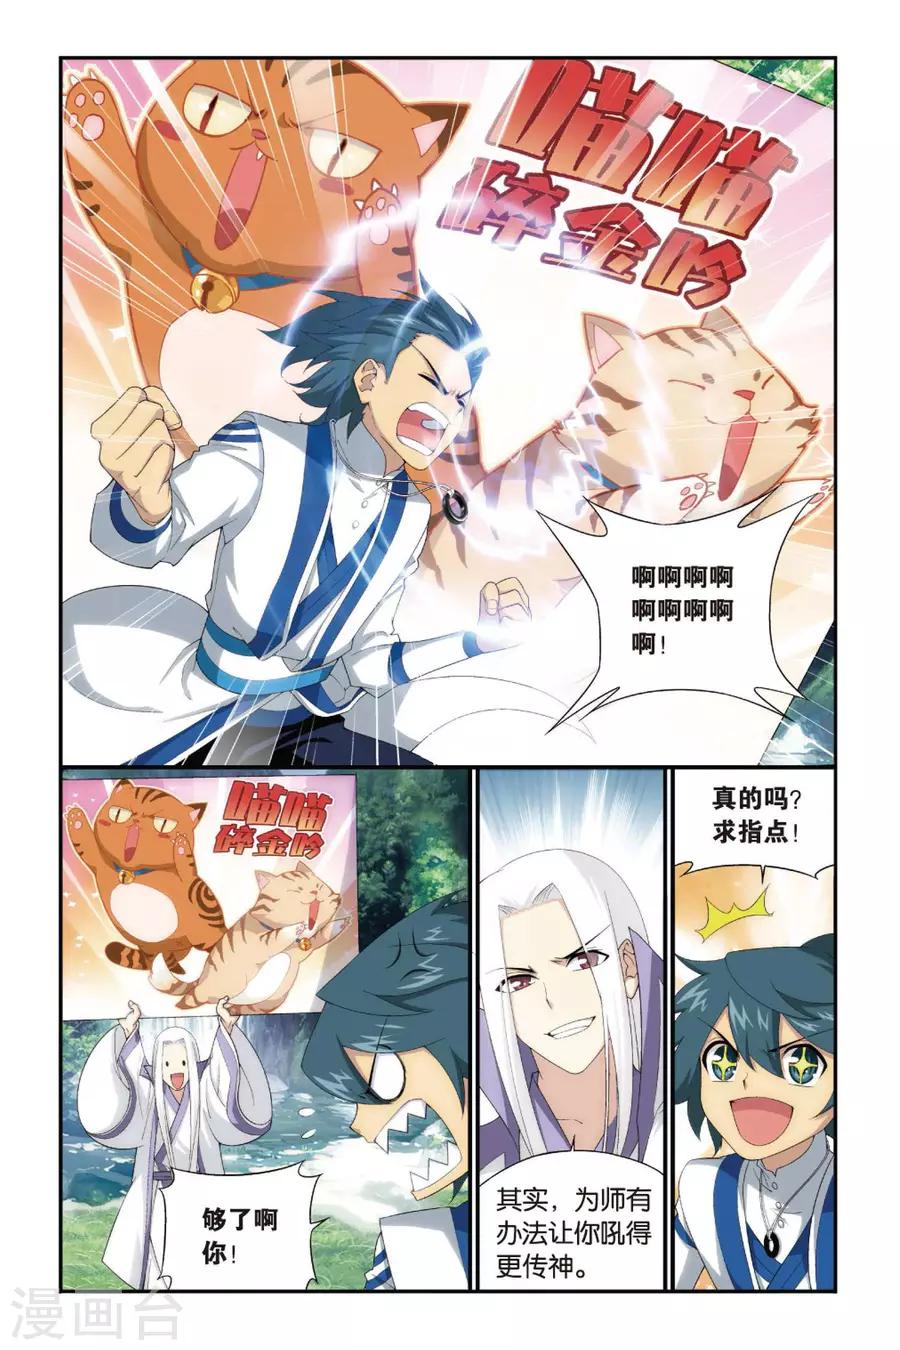 喵喵
碎金吟
啊啊啊啊
啊啊啊啊
啊！
喵喵
碎金吟
够了啊
你！
其实，为师有
办法让你吼得
更传神。
真的吗？
求指点！
漫画台